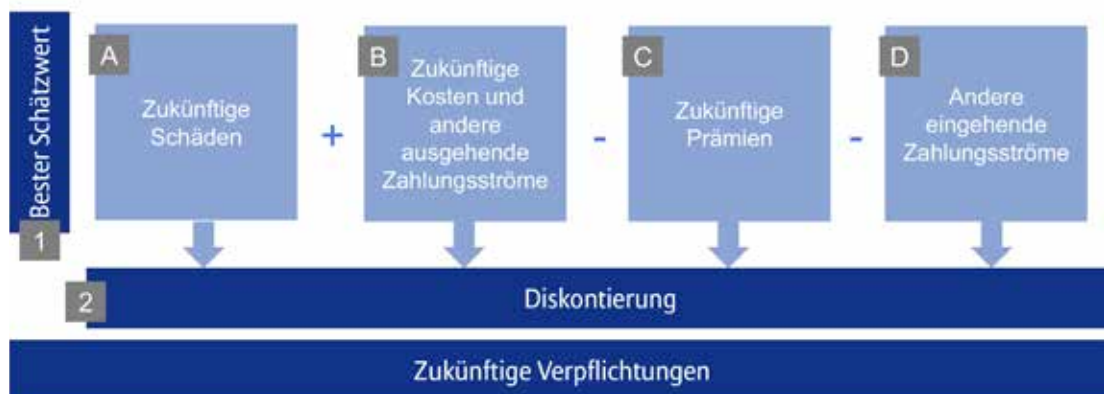 Bester Schätzwert
1
A
Zukünftige
Schäden
+
B
Zukünftige
Kosten und
andere
ausgehende
Zahlungsströme
-
C
Zukünftige
Prämien
-
D
Andere
eingehende
Zahlungsströme
2
Diskontierung
Zukünftige Verpflichtungen